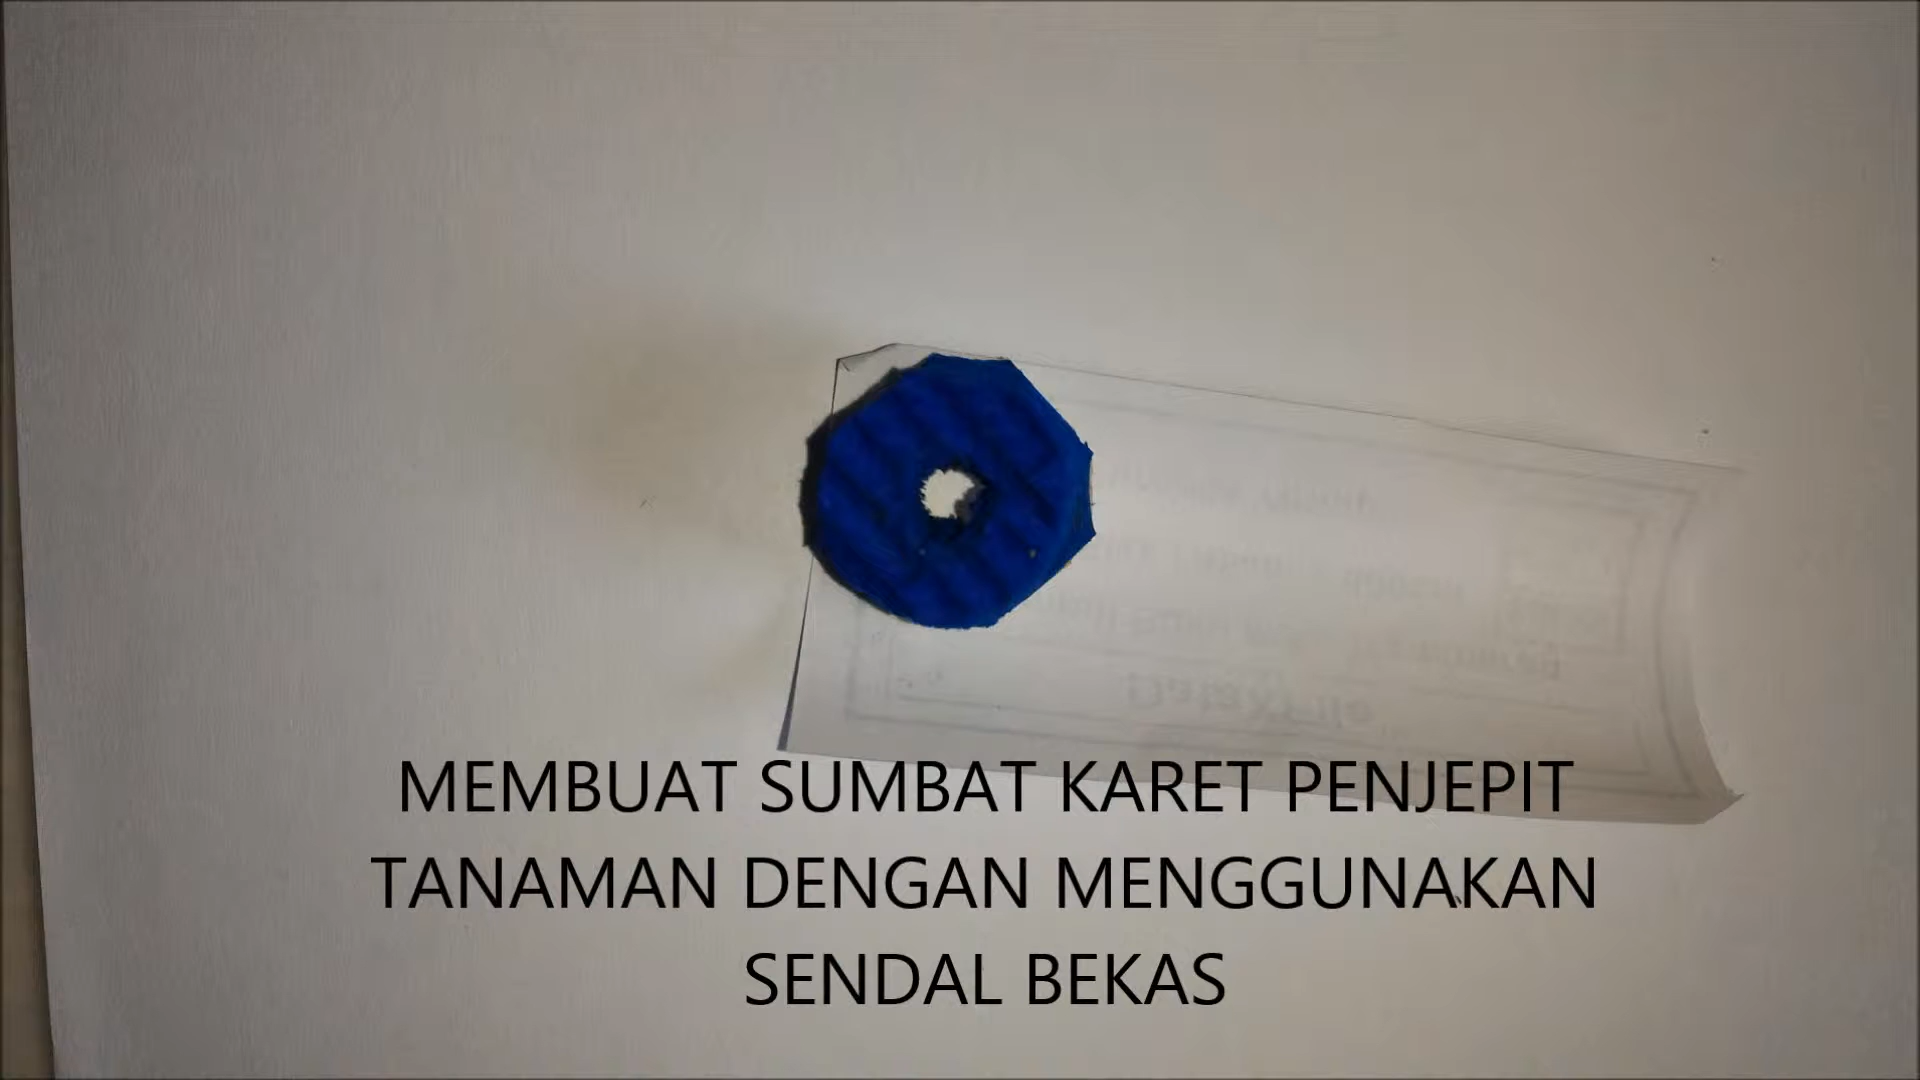 MEMBUAT SUMBAT KARET PENJEPIT
TANAMAN DENGAN MENGGUNAKAN
SENDAL BEKAS